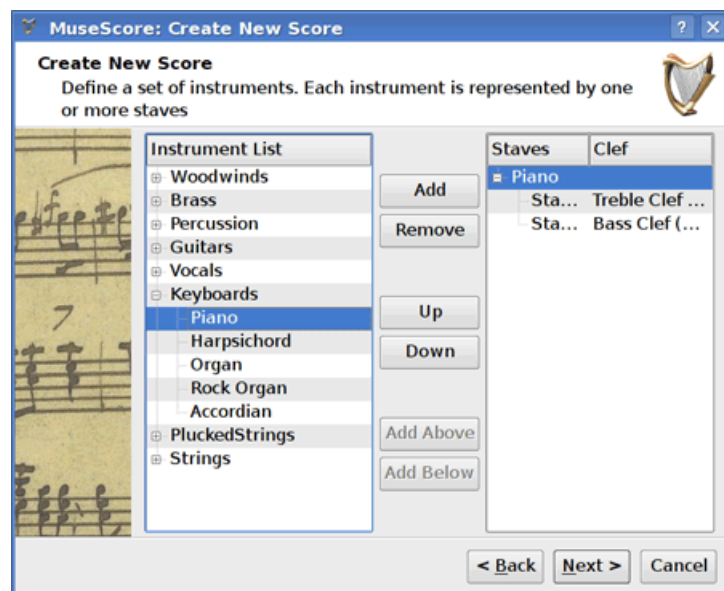 MuseScore: Create New Score
Create New Score
Define a set of instruments. Each instrument is represented by one
or more staves
Instrument List
Woodwinds
Brass
Percussion
Guitars
Vocals
Keyboards
Piano
Harpsichord
Organ
Rock Organ
Accordian
PluckedStrings
Strings
Add
Remove
Up
Down
Add Above
Add Below
Staves Clef
Piano
Sta... Treble Clef ...
Sta... Bass Clef (...
< Back Next > Cancel